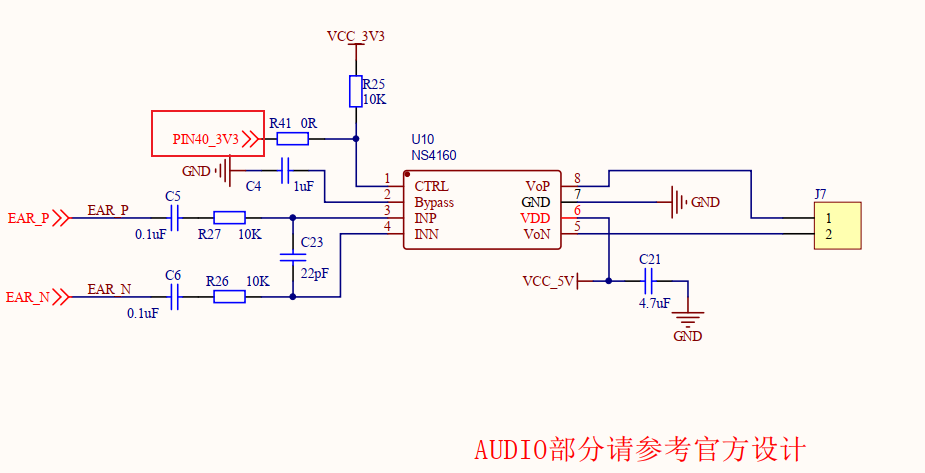 VCC_3V3
R25
10K
R41 0R
PIN40_3V3
U10
NS4160
GND
C4
1uF
1 CTRL VoP 8
2 Bypass GND 7
3 INP VDD 6
4 INN VoN 5
GND
J7
1
2
C5
EAR_P
EAR_P
0.1uF
R27 10K
C23
22pF
C6
R26 10K
EAR_N
EAR_N
0.1uF
C21
VCC_5V
4.7uF
GND
AUDIO部分请参考官方设计